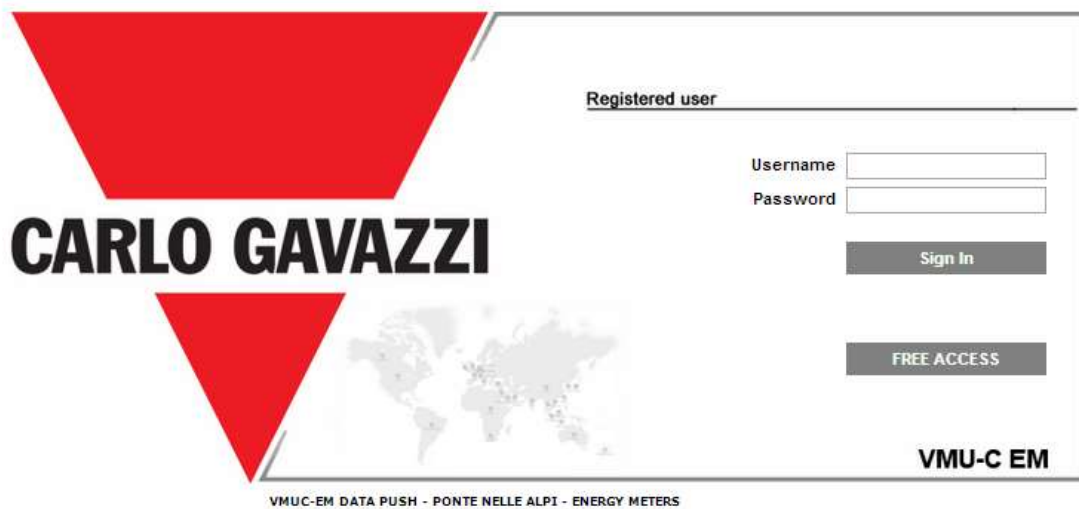 Registered user
Username
Password
CARLO GAVAZZI
Sign In
FREE ACCESS
VMU-C EM
VMUC-EM DATA PUSH - PONTE NELLE ALPI - ENERGY METERS